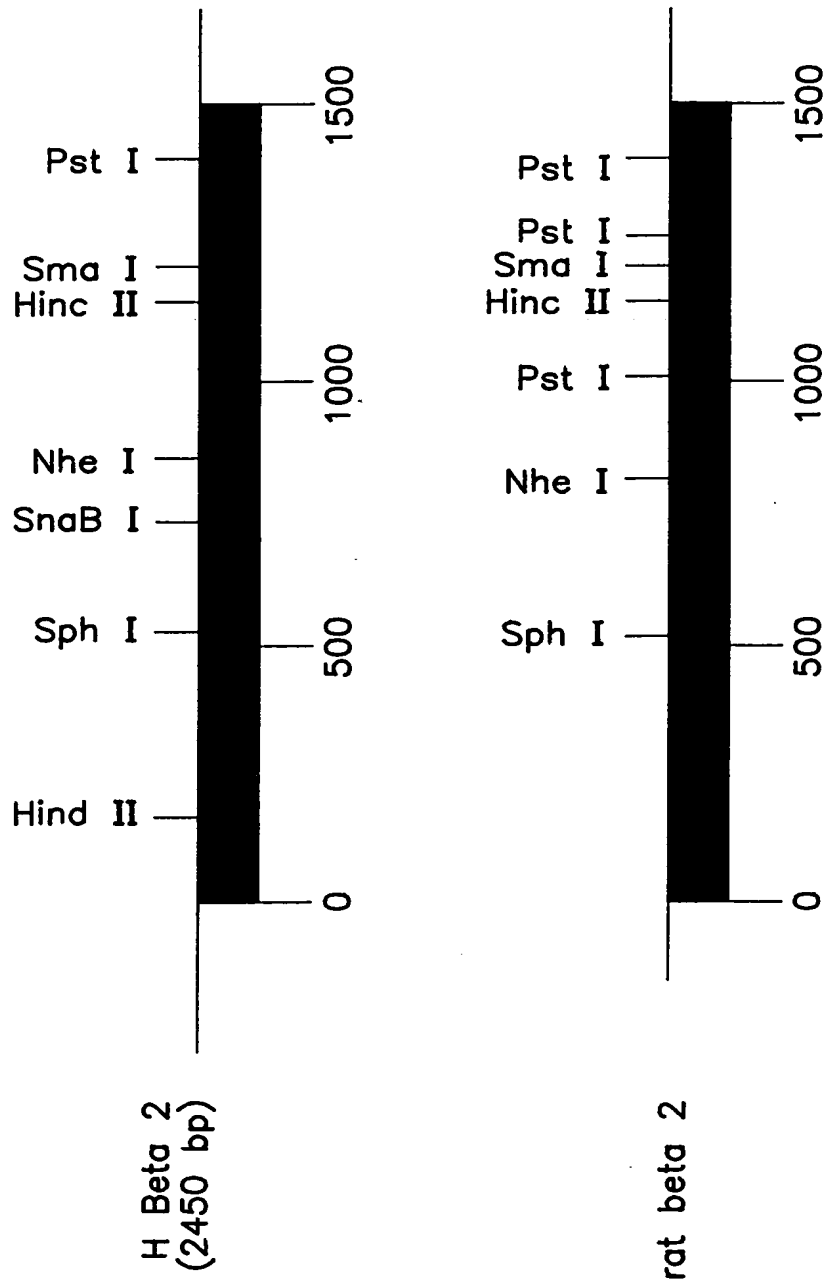 Pst I
Sma I
Hinc II
Nhe I
SnaB I
Sph I
Hind II
1500
1000
500
0
H Beta 2
(2450 bp)
Pst I
Pst I
Sma I
Hinc II
Pst I
Nhe I
Sph I
1500
1000
500
0
rat beta 2